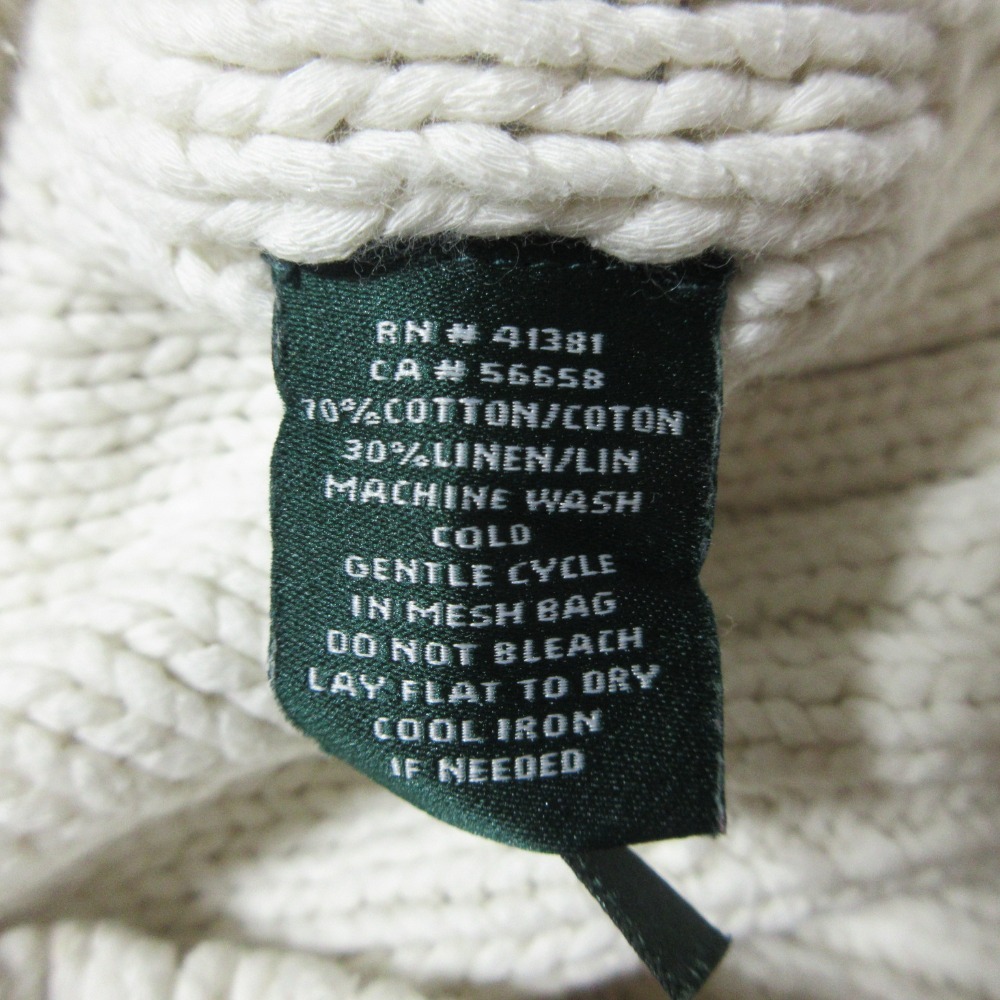 RN # 41381
CA # 56658
70%COTTON/COTON
30%LINEN/LIN
MACHINE WASH
COLD
GENTLE CYCLE
IN MESH BAG
DO NOT BLEACH
LAY FLAT TO DRY
COOL IRON
IF NEEDED